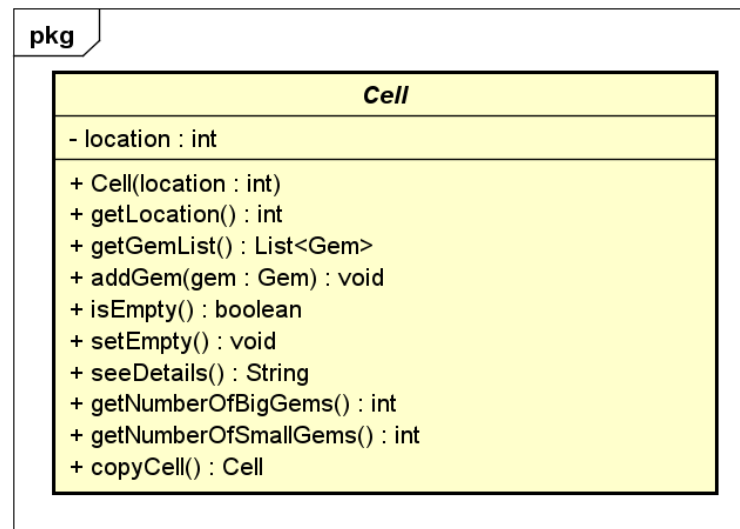 pkg
Cell
- location : int
+ Cell(location : int)
+ getLocation() : int
+ getGemList() : List<Gem>
+ addGem(gem : Gem) : void
+ isEmpty() : boolean
+ setEmpty() : void
+ seeDetails() : String
+ getNumberOfBigGems() : int
+ getNumberOfSmallGems() : int
+ copyCell() : Cell